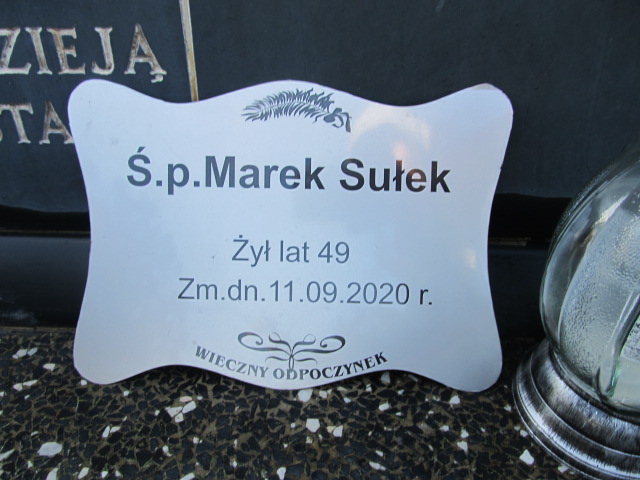 ZIEJĄ
STA
Ś.p.Marek Sułek
Żył lat 49
Zm.dn.11.09.2020 r.
WIECZNY ODPOCZYNEK